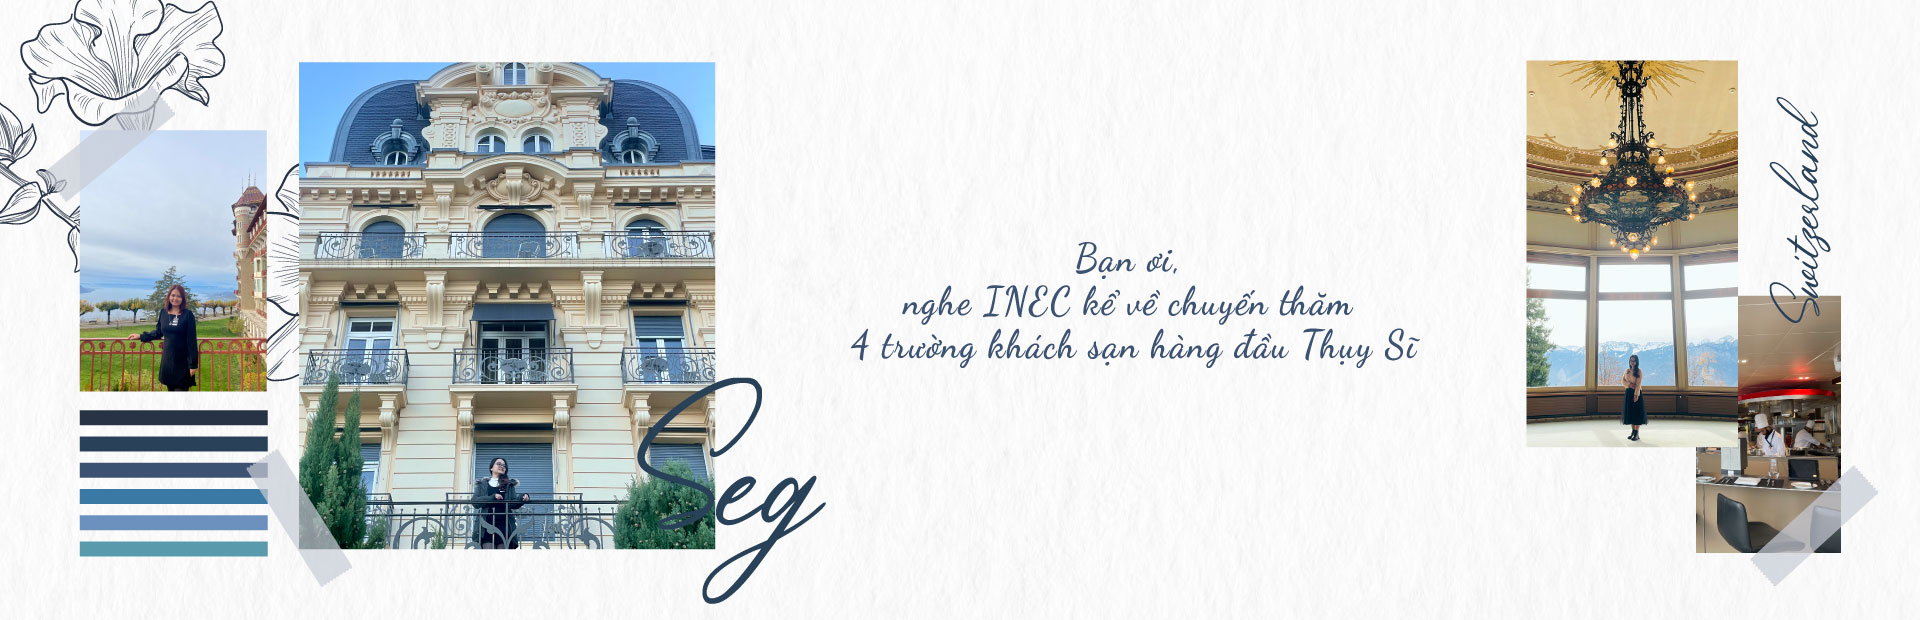 Seg
Bạn ơi,
nghe INEC kể về chuyến thăm
4 trường khách sạn hàng đầu Thụy Sĩ
Switzerland